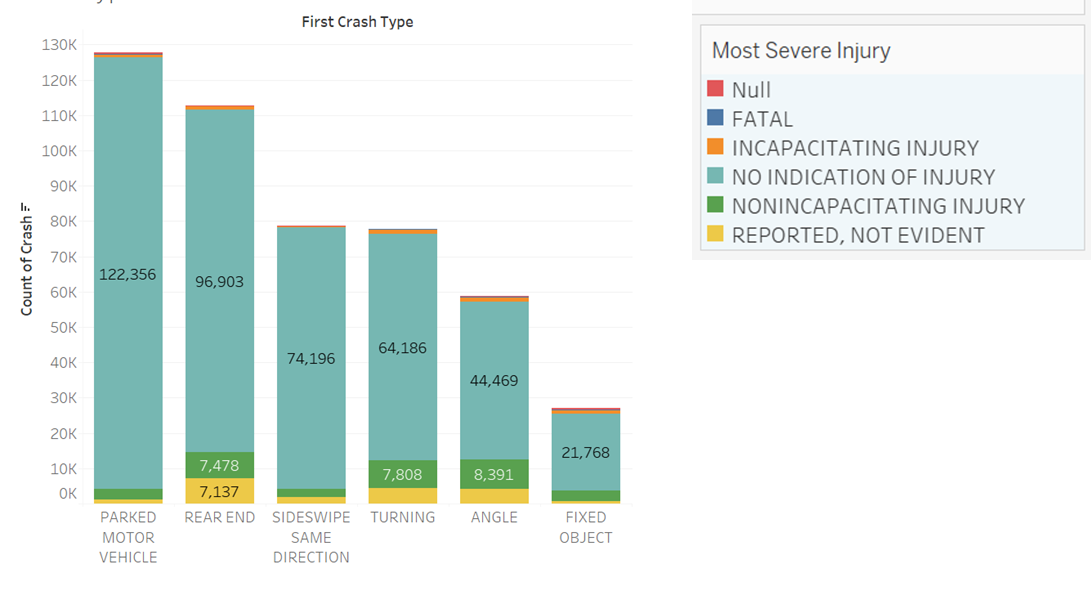 First Crash Type
130K
120K
110K
100K
90K
80K
70K
60K
50K
40K
30K
20K
10K
0K
Count of Crash
122,356
96,903
7,478
7,137
74,196
64,186
7,808
44,469
8,391
21,768
PARKED
MOTOR
VEHICLE
REAR END
SIDESWIPE
SAME
DIRECTION
TURNING
ANGLE
FIXED
OBJECT
Most Severe Injury
Null
FATAL
INCAPACITATING INJURY
NO INDICATION OF INJURY
NONINCAPACITATING INJURY
REPORTED, NOT EVIDENT